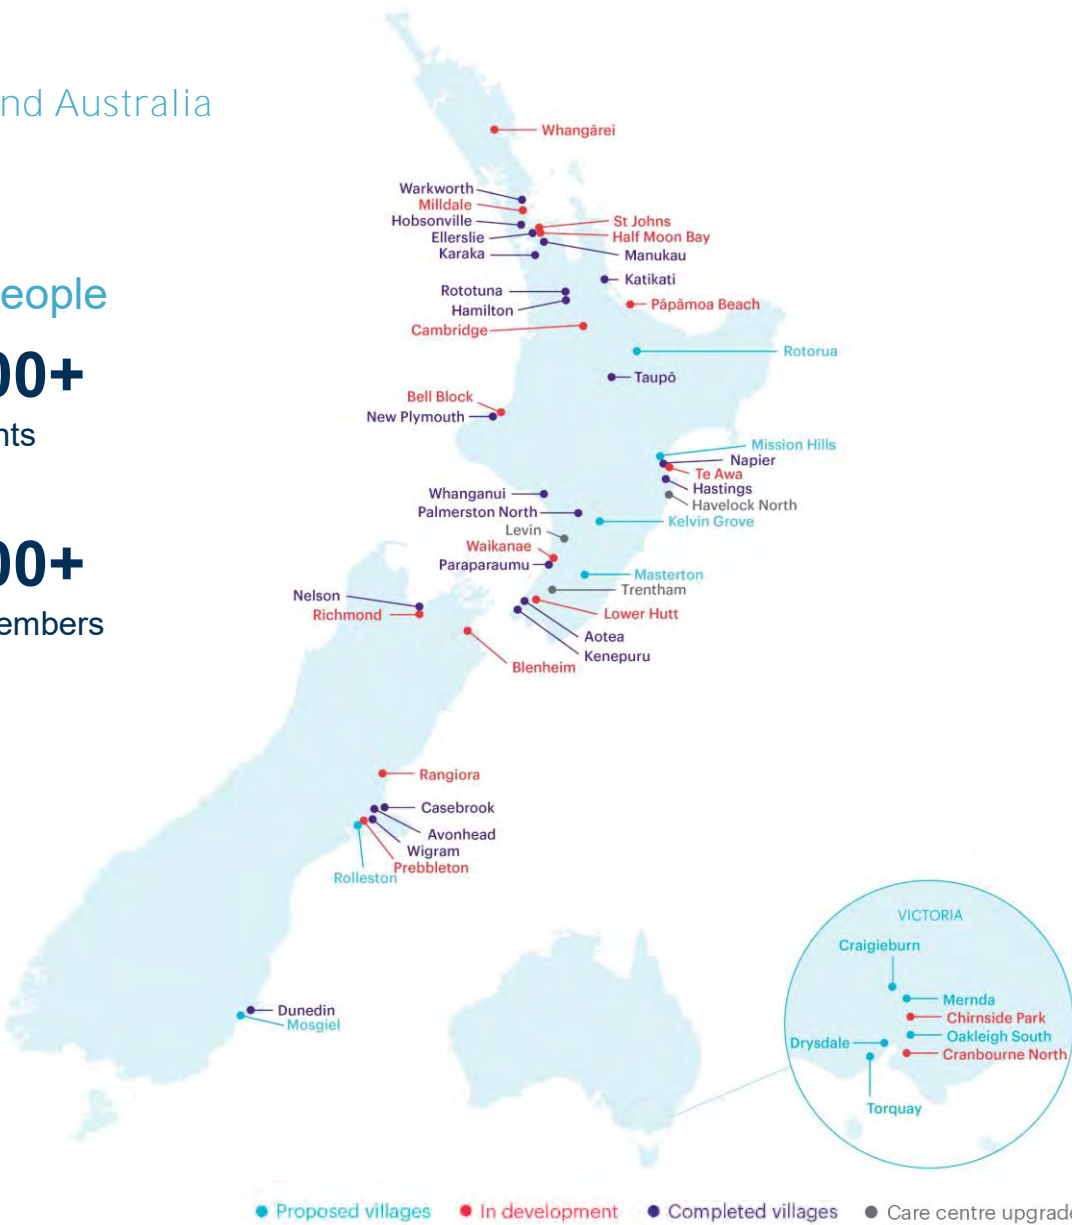 nd Australia
eople
00+
nts
00+
embers
Whangārei
Warkworth
Milldale
Hobsonville
Ellerslie
Karaka
St Johns
Half Moon Bay
Manukau
Katikati
Rototuna
Hamilton
Pāpāmoa Beach
Cambridge
Rotorua
Taupō
Bell Block
New Plymouth
Mission Hills
Napier
Te Awa
Hastings
Havelock North
Kelvin Grove
Whanganui
Palmerston North
Levin
Waikanae
Paraparaumu
Masterton
Trentham
Lower Hutt
Aotea
Kenepuru
Nelson
Richmond
Blenheim
Rangiora
Casebrook
Avonhead
Wigram
Prebbleton
Rolleston
Dunedin
Mosgiel
VICTORIA
Craigieburn
Mernda
Chirnside Park
Oakleigh South
Drysdale
Cranbourne North
Torquay
Proposed villages
In development
Completed villages
Care centre upgrade